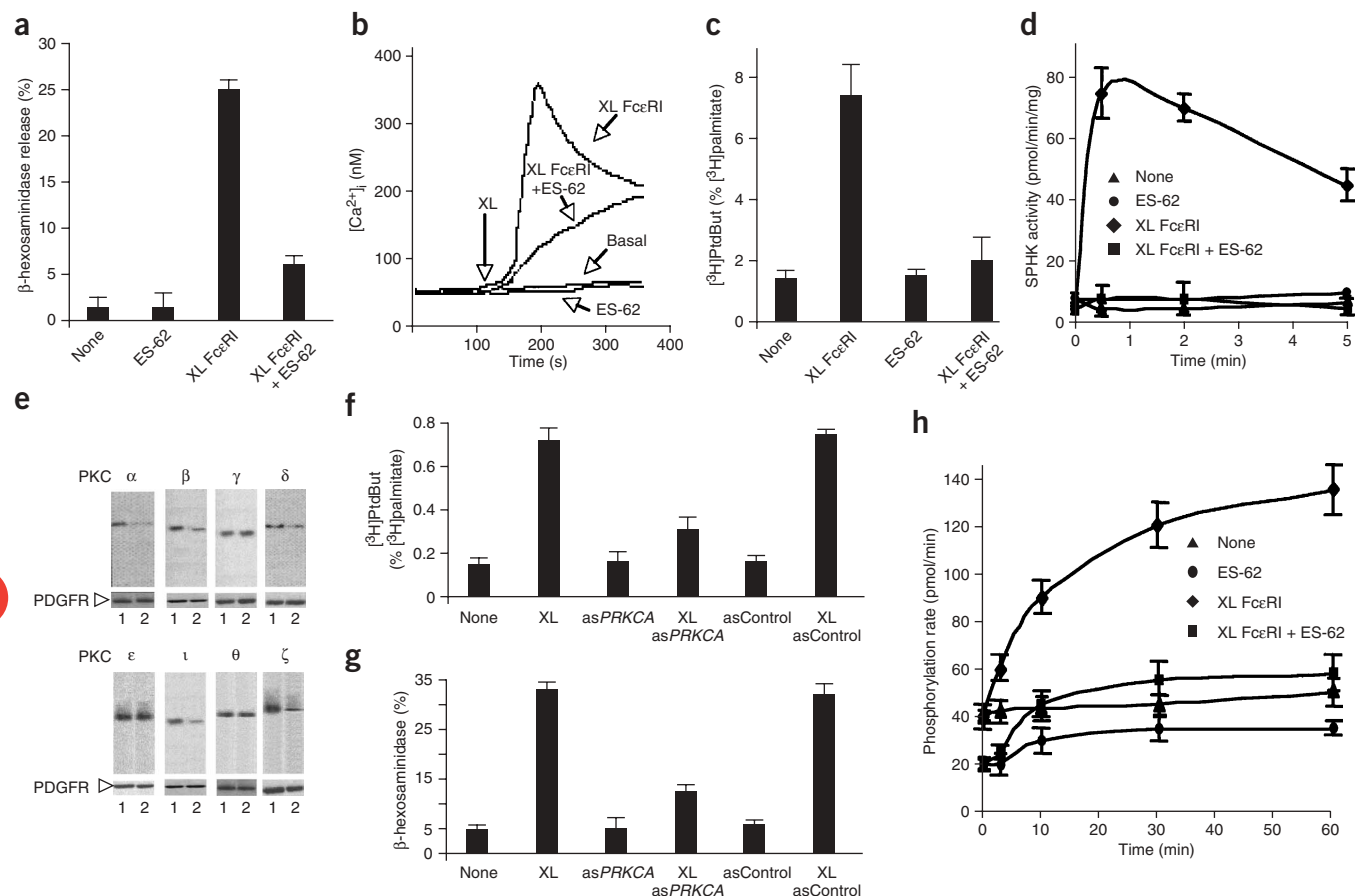 a
β-hexosaminidase release (%)
30
25
20
15
10
5
0
None
ES-62
XL FcεRI
XL FcεRI
+ ES-62
b
[Ca²⁺]ᵢ (nM)
400
300
200
100
0
XL FcεRI
XL FcεRI
+ES-62
XL
Basal
ES-62
100
200
300
400
Time (s)
c
[³H]PtdBut (% [³H]palmitate)
8
6
4
2
0
None
XL FcεRI
ES-62
XL FcεRI
+ ES-62
d
SPHK activity (pmol/min/mg)
80
60
40
20
0
None
ES-62
XL FcεRI
XL FcεRI + ES-62
0
1
2
3
4
5
Time (min)
e
PKC α β γ δ
PDGFR
1 2 1 2 1 2 1 2
PKC ε ι θ ζ
PDGFR
1 2 1 2 1 2 1 2
f
[³H]PtdBut
(% [³H]palmitate)
0.8
0.6
0.4
0.2
0
None
XL
asPRKCA
XL
asPRKCA
asControl
XL
asControl
g
β-hexosaminidase (%)
35
25
15
5
0
None
XL
asPRKCA
XL
asPRKCA
asControl
XL
asControl
h
Phosphorylation rate (pmol/min)
140
120
100
80
60
40
20
0
None
ES-62
XL FcεRI
XL FcεRI + ES-62
0
10
20
30
40
50
60
Time (min)